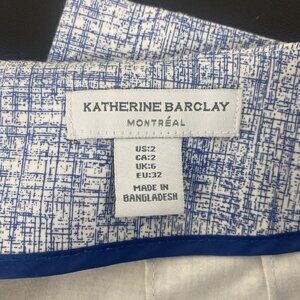 KATHERINE BARCLAY
MONTRÉAL
US:2
CA:2
UK:6
EU:32
MADE IN
BANGLADESH